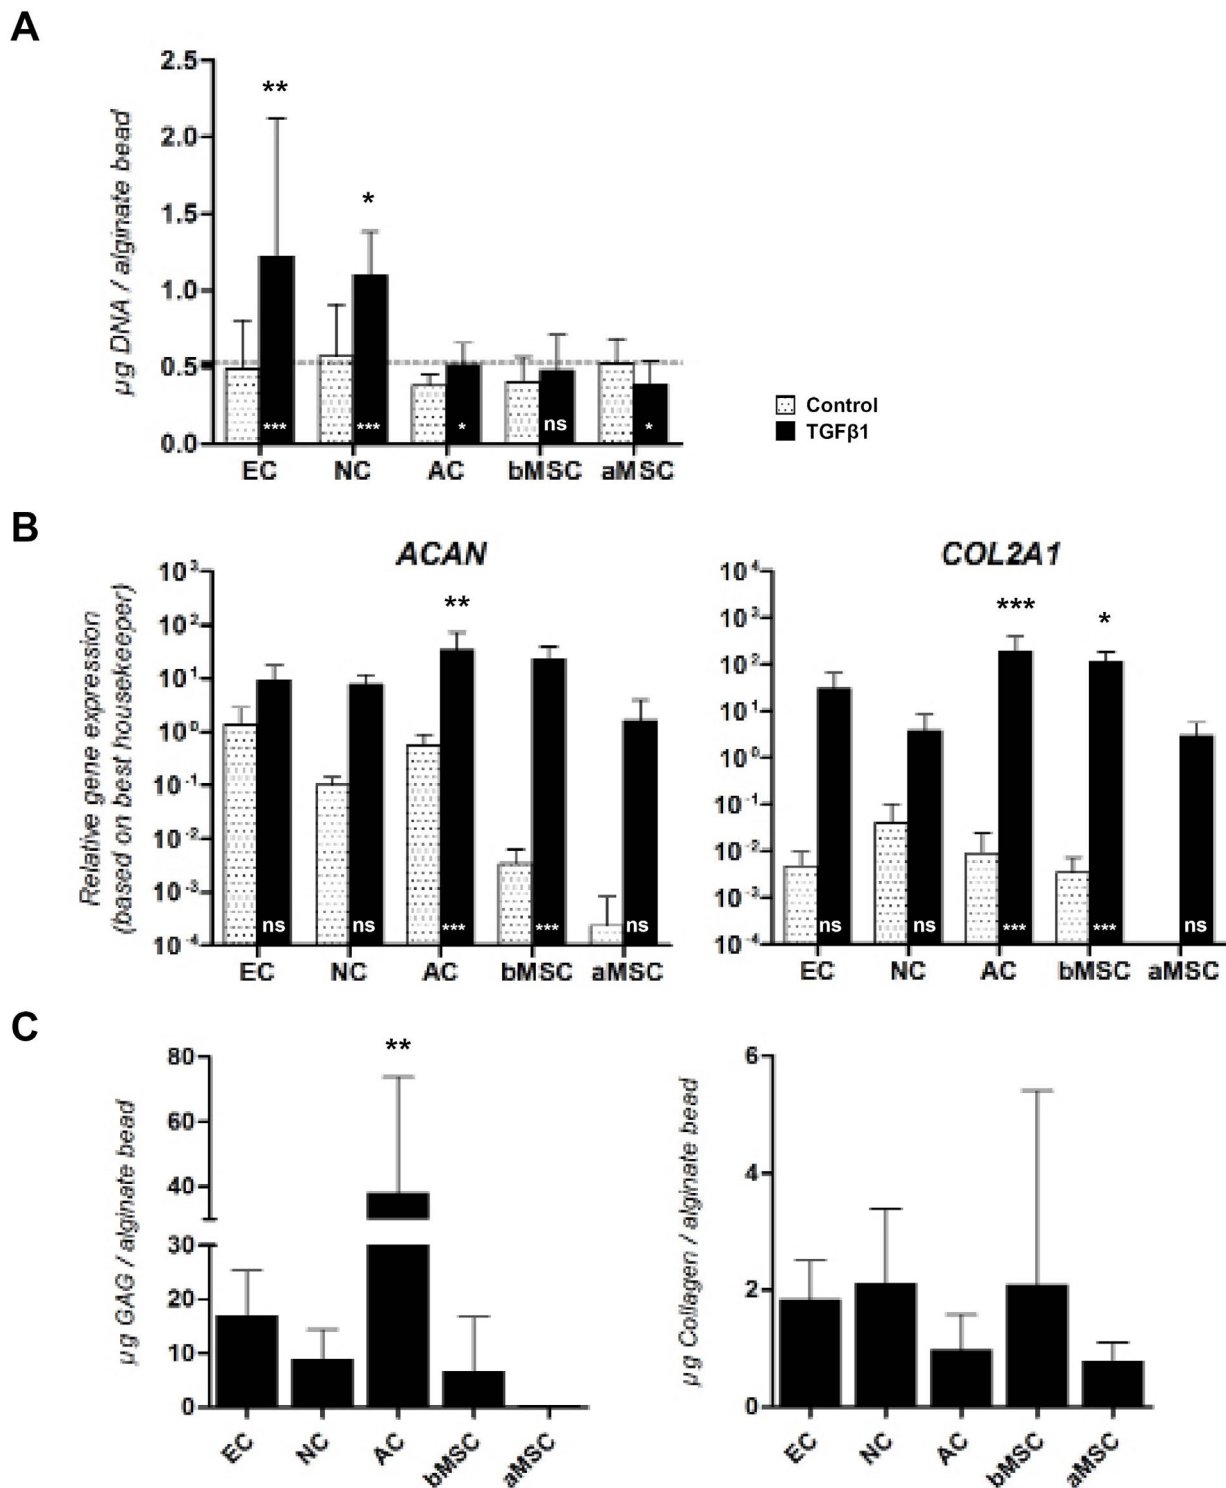 A
µg DNA / alginate bead
2.5
2.0
1.5
1.0
0.5
0.0
**
*
*** *** * ns *
EC NC AC bMSC aMSC
Control
TGFβ1
B
Relative gene expression
(based on best housekeeper)
ACAN
10³
10²
10¹
10⁰
10⁻¹
10⁻²
10⁻³
10⁻⁴
**
ns ns *** *** ns
EC NC AC bMSC aMSC
COL2A1
10⁴
10³
10²
10¹
10⁰
10⁻¹
10⁻²
10⁻³
10⁻⁴
***
*
ns ns *** *** ns
EC NC AC bMSC aMSC
C
µg GAG / alginate bead
80
60
40
30
20
10
0
**
EC NC AC bMSC aMSC
µg Collagen / alginate bead
6
4
2
0
EC NC AC bMSC aMSC